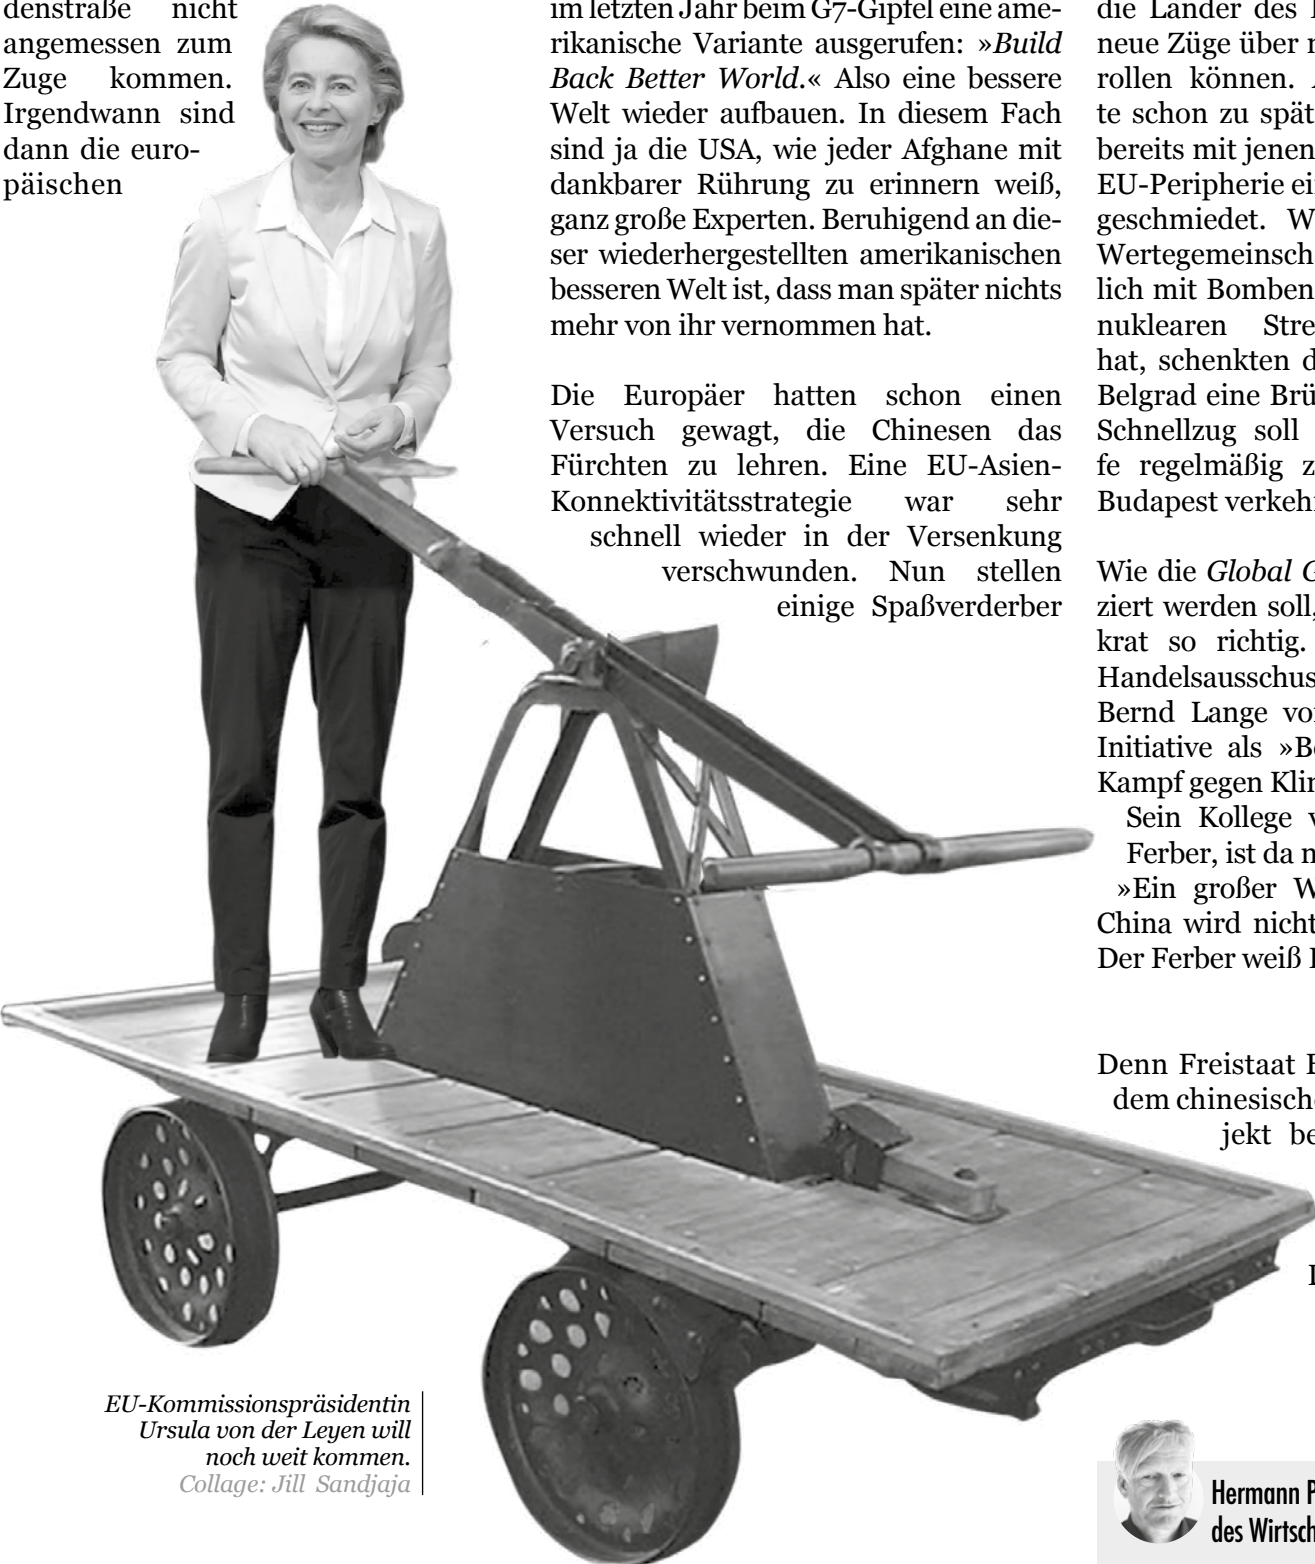 denstraße nicht
angemessen zum
Zuge kommen.
Irgendwann sind
dann die euro-
päischen
im letzten Jahr beim G7-Gipfel eine ame-
rikanische Variante ausgerufen: »Build
Back Better World.« Also eine bessere
Welt wieder aufbauen. In diesem Fach
sind ja die USA, wie jeder Afghane mit
dankbarer Rührung zu erinnern weiß,
ganz große Experten. Beruhigend an die-
ser wiederhergestellten amerikanischen
besseren Welt ist, dass man später nichts
mehr von ihr vernommen hat.
Die Europäer hatten schon einen
Versuch gewagt, die Chinesen das
Fürchten zu lehren. Eine EU-Asien-
Konnektivitätsstrategie war sehr
schnell wieder in der Versenkung
verschwunden. Nun stellen
einige Spaßverderber
die Länder des
neue Züge über
rollen können.
te schon zu spät
bereits mit jenen
EU-Peripherie
geschmiedet.
lich mit Bomben
nuklearen
hat, schenkten
Belgrad eine
Schnellzug soll
fe regelmäßig
Budapest
Wie die Global
ziert werden soll,
krat so richtig.
Bernd Lange
Initiative als
Kampf gegen
Sein Kollege
Ferber, ist da
»Ein großer
China wird nicht
Der Ferber weiß
Denn Freistaat
dem
jekt
EU-Kommissionspräsidentin
Ursula von der Leyen will
noch weit kommen.
Collage: Jill Sandjaja
Hermann
des